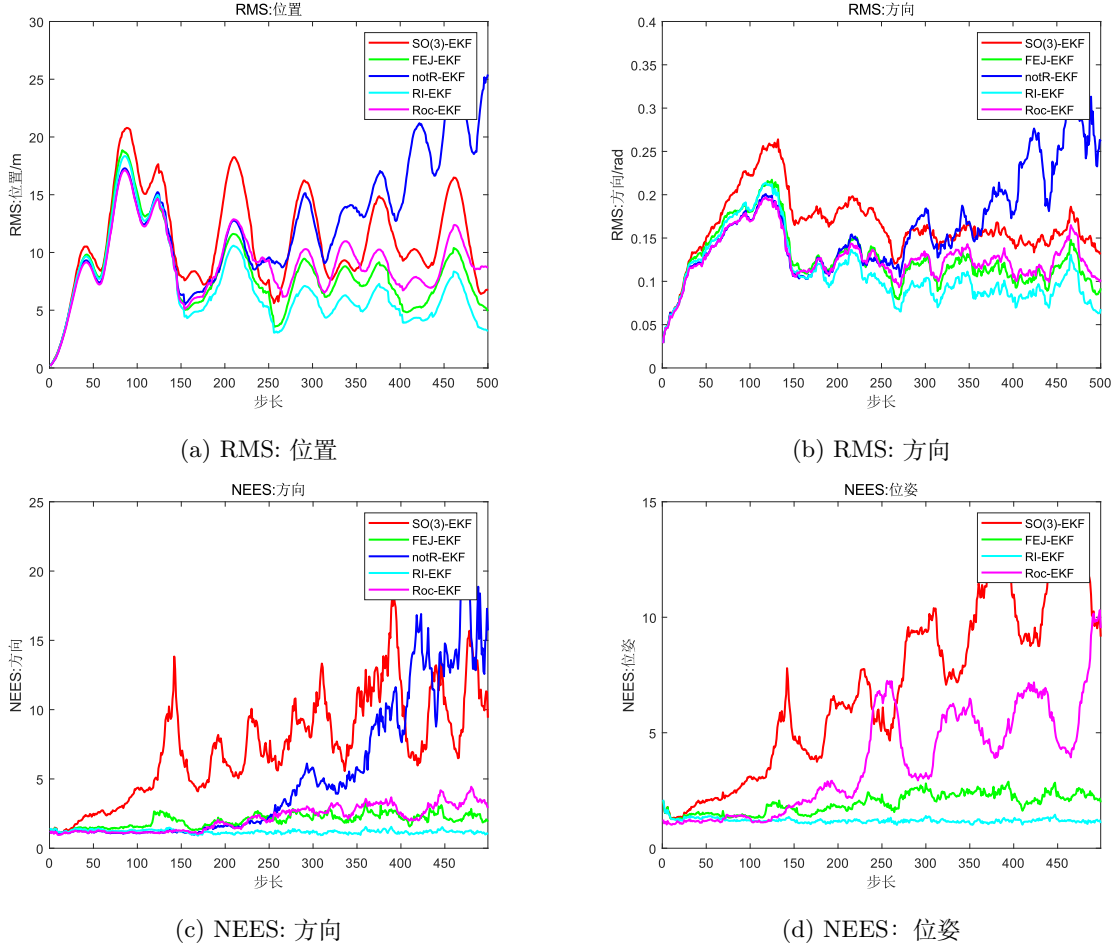 RMS:位置
30
25
20
15
10
5
0
RMS:位置/m
SO(3)-EKF
FEJ-EKF
notR-EKF
RI-EKF
Roc-EKF
0 50 100 150 200 250 300 350 400 450 500
步长
(a) RMS: 位置
RMS:方向
0.4
0.35
0.3
0.25
0.2
0.15
0.1
0.05
0
RMS:方向/rad
SO(3)-EKF
FEJ-EKF
notR-EKF
RI-EKF
Roc-EKF
0 50 100 150 200 250 300 350 400 450 500
步长
(b) RMS: 方向
NEES:方向
25
20
15
10
5
0
NEES:方向
SO(3)-EKF
FEJ-EKF
notR-EKF
RI-EKF
Roc-EKF
0 50 100 150 200 250 300 350 400 450
步长
(c) NEES: 方向
NEES:位姿
15
10
5
0
NEES:位姿
SO(3)-EKF
FEJ-EKF
RI-EKF
Roc-EKF
0 50 100 150 200 250 300 350 400 450
步长
(d) NEES: 位姿